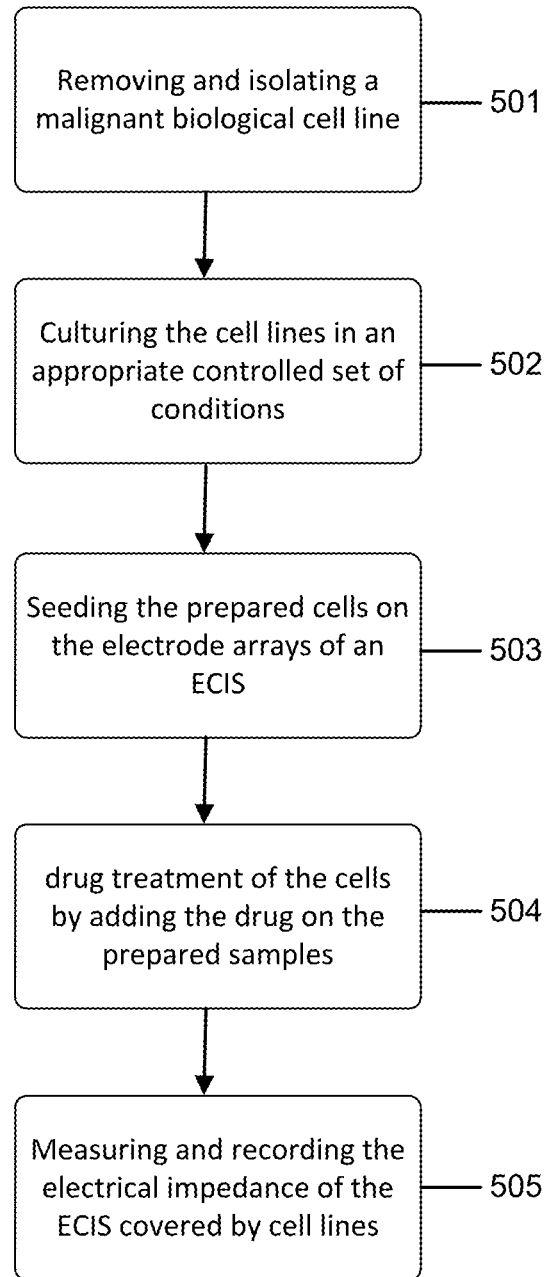 Removing and isolating a
malignant biological cell line
501
Culturing the cell lines in an
appropriate controlled set of
conditions
502
Seeding the prepared cells on
the electrode arrays of an
ECIS
503
drug treatment of the cells
by adding the drug on the
prepared samples
504
Measuring and recording the
electrical impedance of the
ECIS covered by cell lines
505